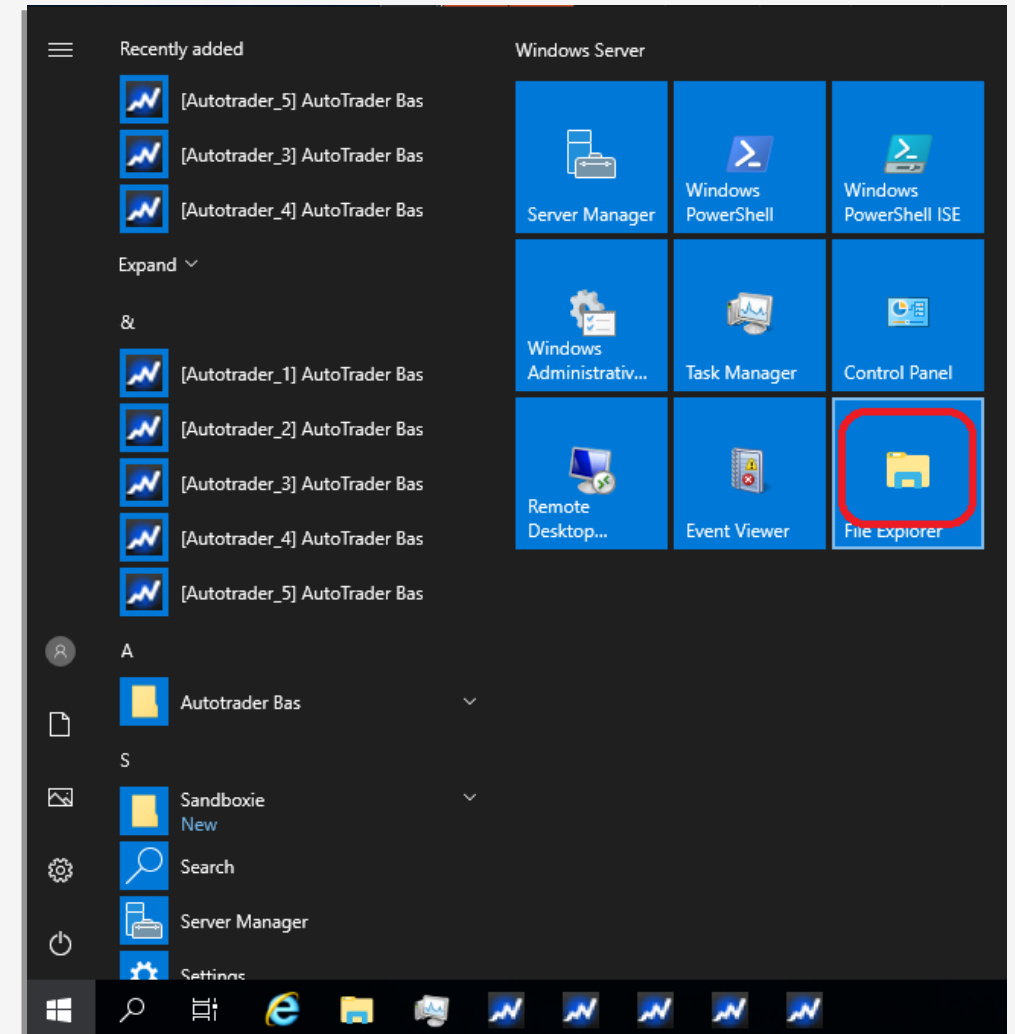 Recently added
[Autotrader_5] AutoTrader Bas
[Autotrader_3] AutoTrader Bas
[Autotrader_4] AutoTrader Bas
Expand
&
[Autotrader_1] AutoTrader Bas
[Autotrader_2] AutoTrader Bas
[Autotrader_3] AutoTrader Bas
[Autotrader_4] AutoTrader Bas
[Autotrader_5] AutoTrader Bas
A
Autotrader Bas
S
Sandboxie
New
Search
Server Manager
Settings
Windows Server
Server Manager
Windows
PowerShell
Windows
PowerShell ISE
Windows
Administrativ...
Task Manager
Control Panel
Remote
Desktop...
Event Viewer
File Explorer